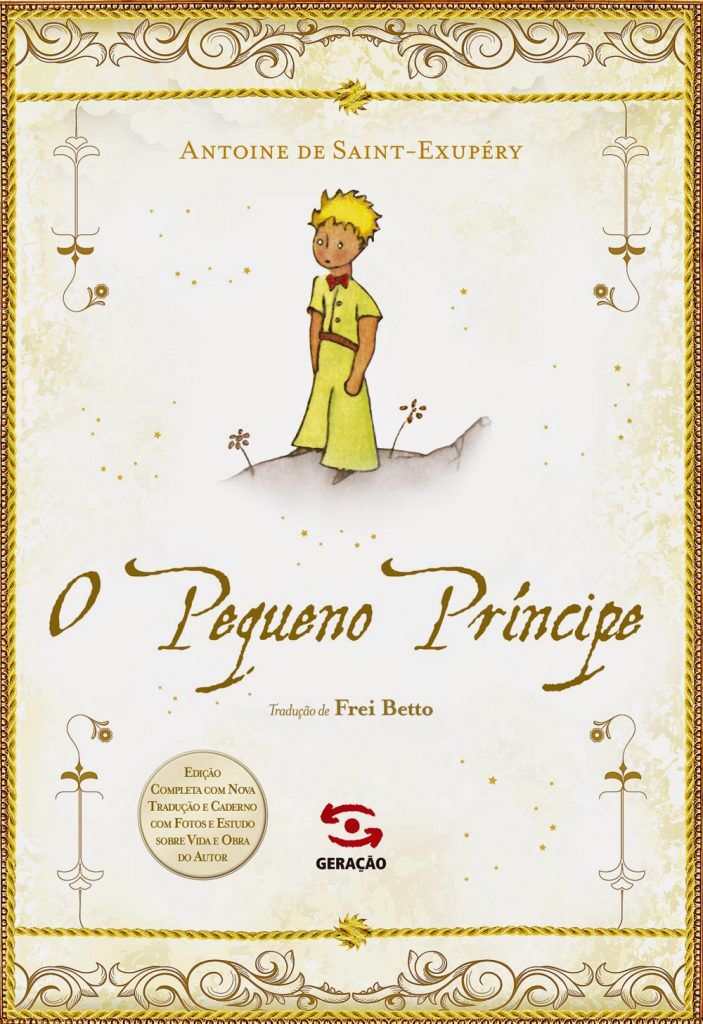 Antoine de Saint-Exupéry
O Pequeno Príncipe
Tradução de Frei Betto
Edição
Completa com Nova
Tradução e Caderno
com Fotos e Estudo
sobre Vida e Obra
do Autor
GERAÇÃO